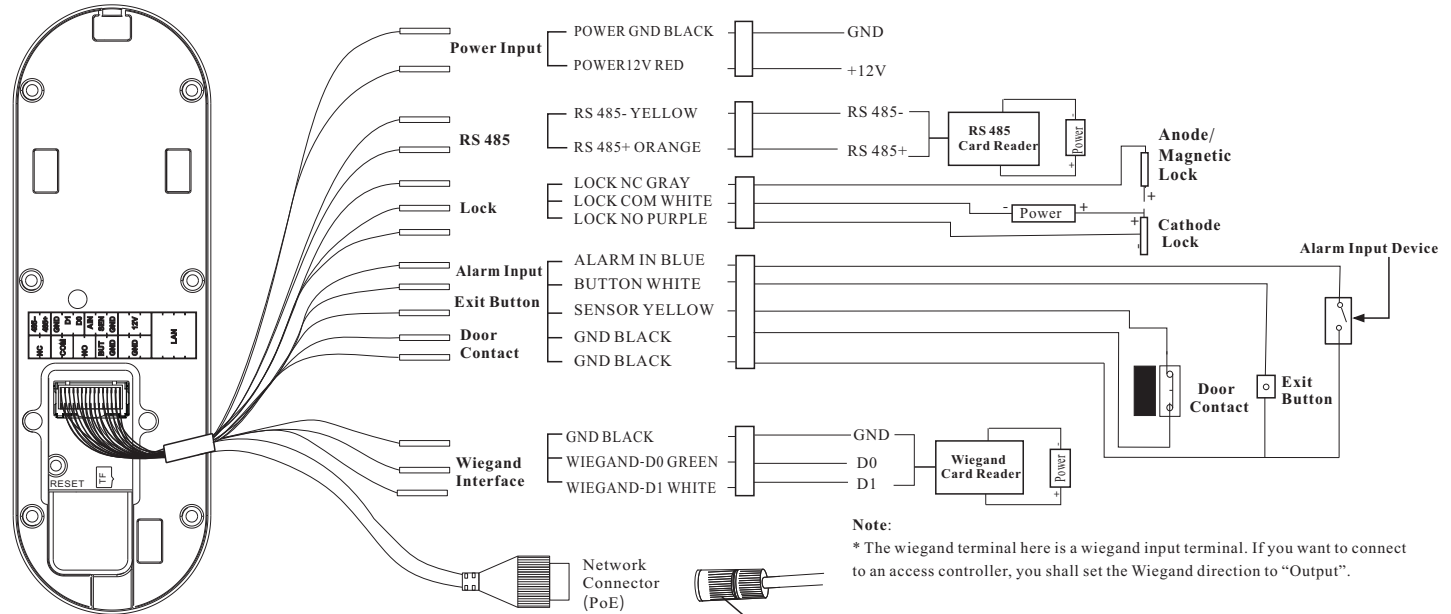 Power Input
POWER GND BLACK
POWER12V RED
GND
+12V
RS 485
RS 485- YELLOW
RS 485+ ORANGE
RS 485-
RS 485+
RS 485
Card Reader
-
Power
+
Anode/
Magnetic
Lock
+
Lock
LOCK NC GRAY
LOCK COM WHITE
LOCK NO PURPLE
- Power +
+
-
Cathode
Lock
Alarm Input
Exit Button
Door
Contact
ALARM IN BLUE
BUTTON WHITE
SENSOR YELLOW
GND BLACK
GND BLACK
Alarm Input Device
Door
Contact
Exit
Button
485- 485+ GND D1 D0 AIN SEN GND 12V
NC COM NO BUT GND GND LAN
RESET
TF
Wiegand
Interface
GND BLACK
WIEGAND-D0 GREEN
WIEGAND-D1 WHITE
GND
D0
D1
Wiegand
Card Reader
-
Power
+
Network
Connector
(PoE)
Note:
* The wiegand terminal here is a wiegand input terminal. If you want to connect
to an access controller, you shall set the Wiegand direction to “Output”.